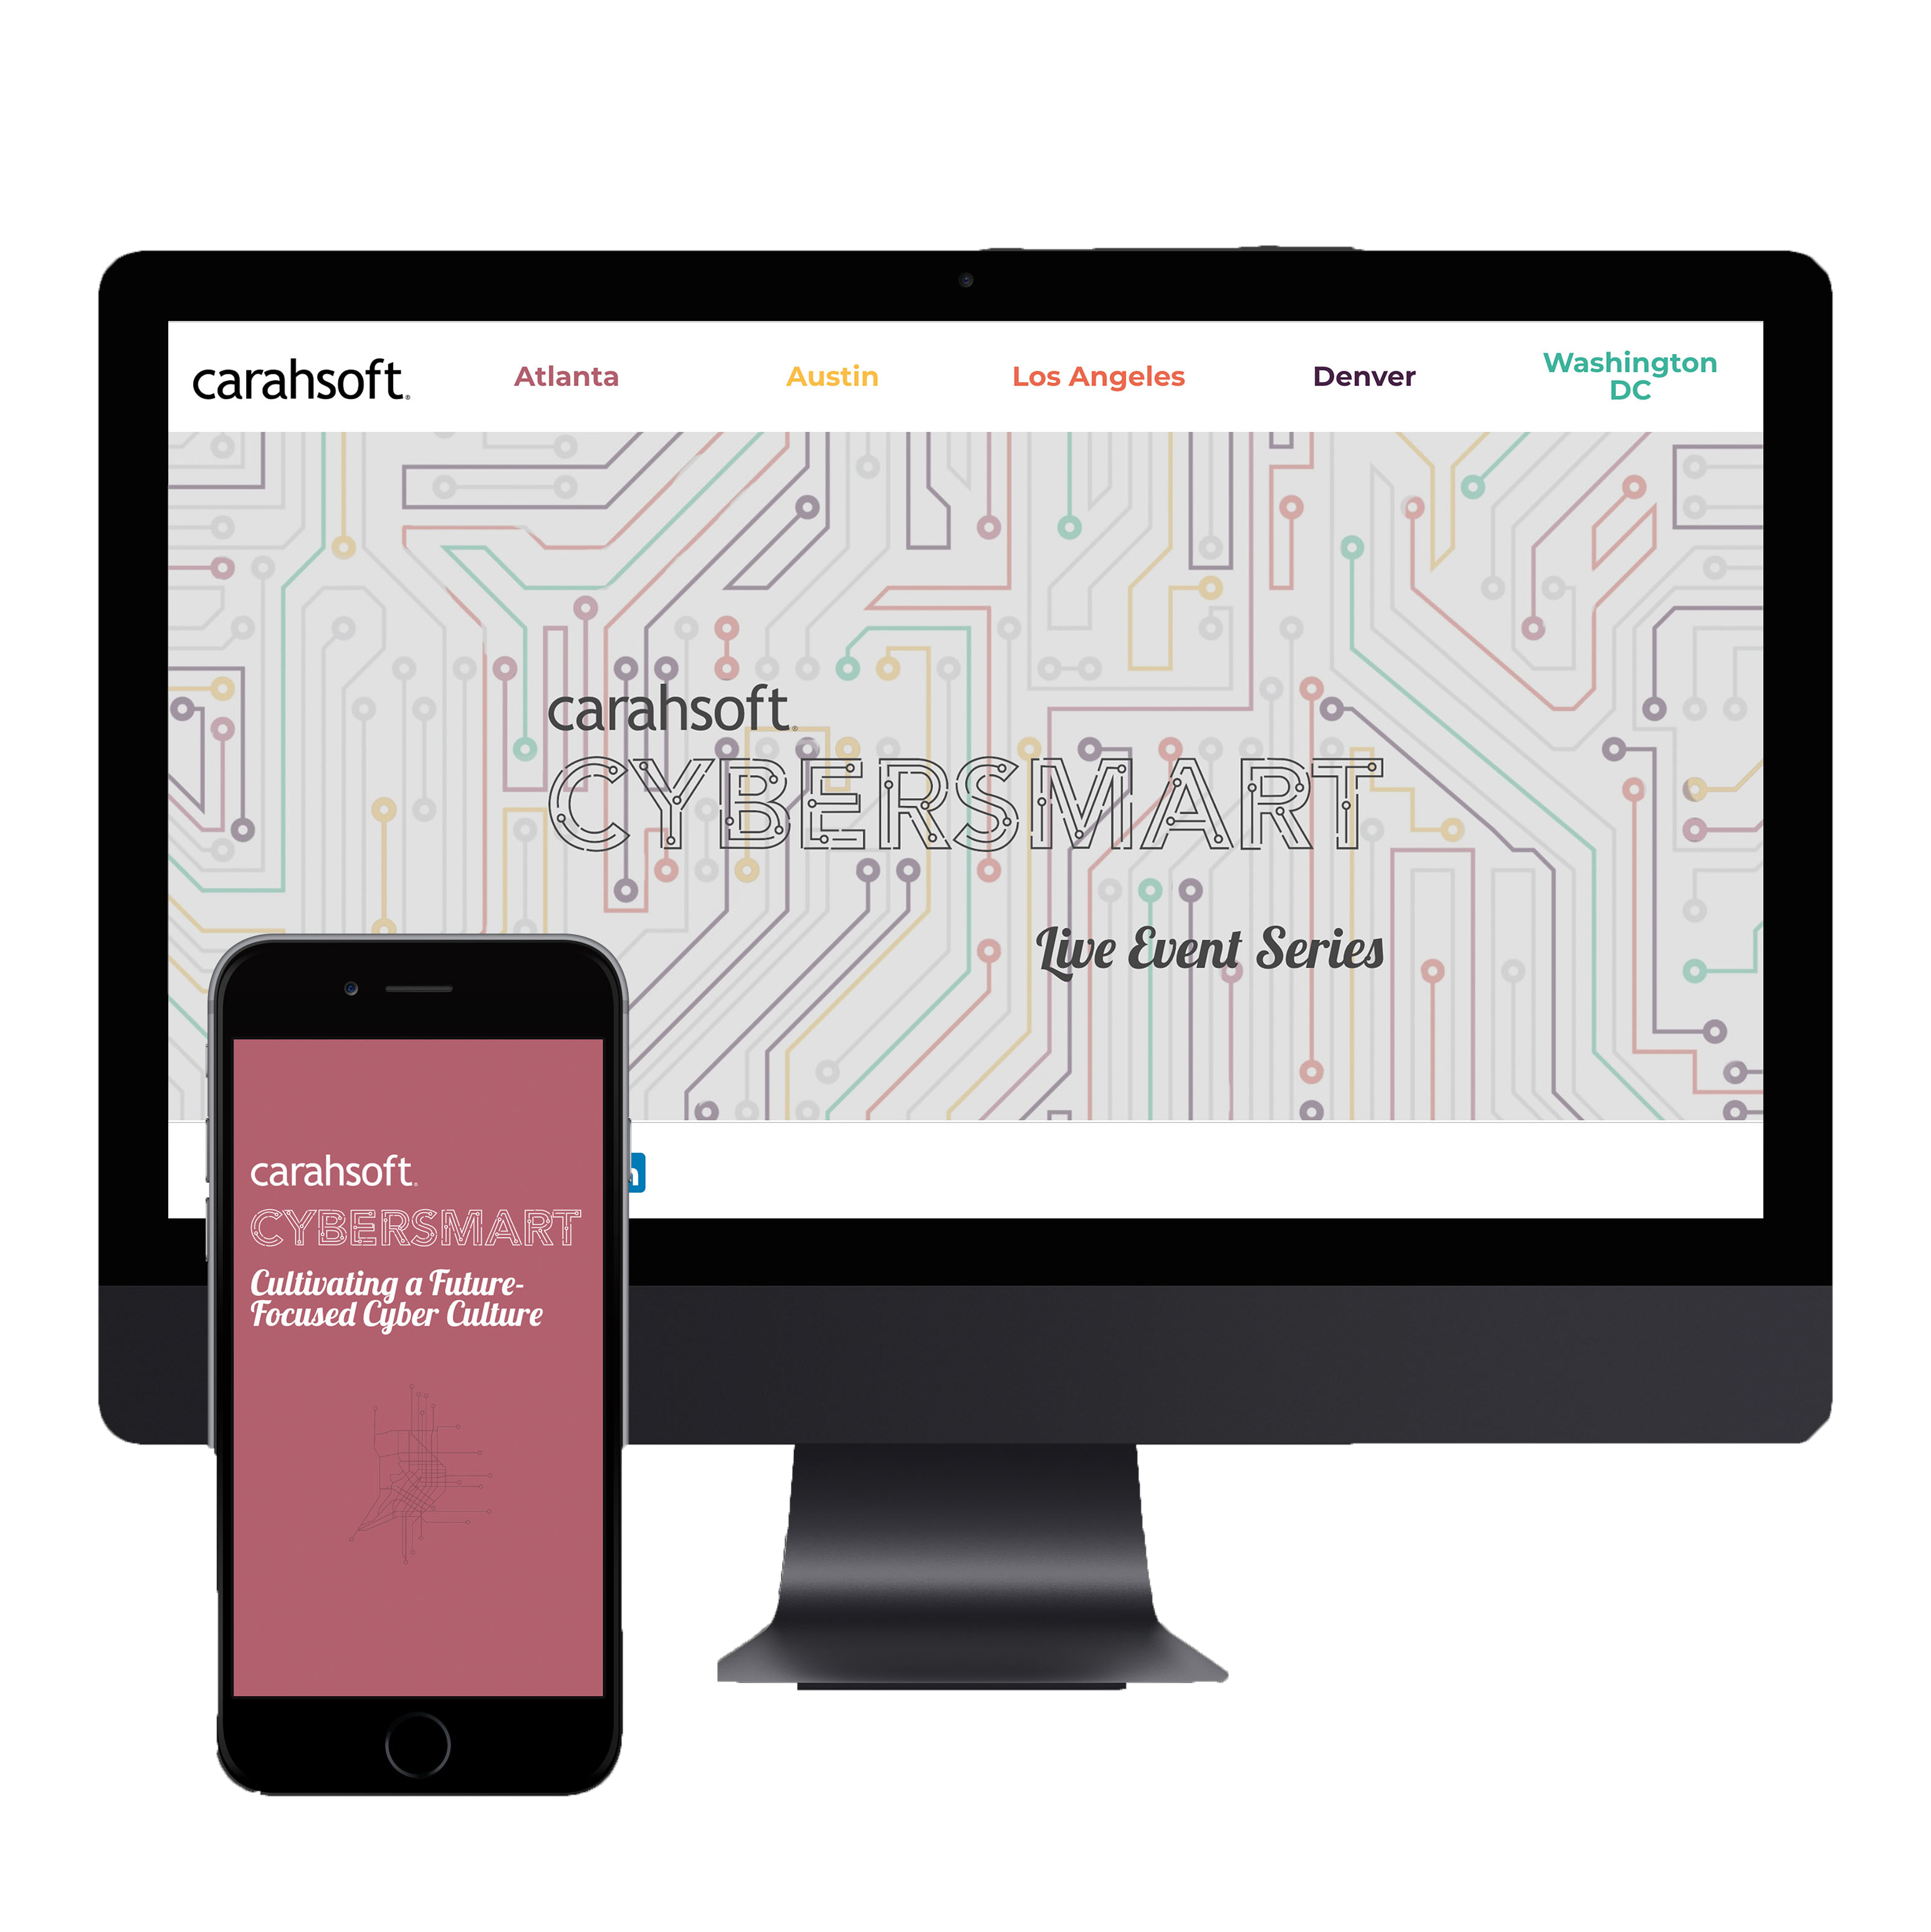 carahsoft®
Atlanta
Austin
Los Angeles
Denver
Washington
DC
carahsoft®
CYBERSMART
Live Event Series
carahsoft®
CYBERSMART
Cultivating a Future-
Focused Cyber Culture